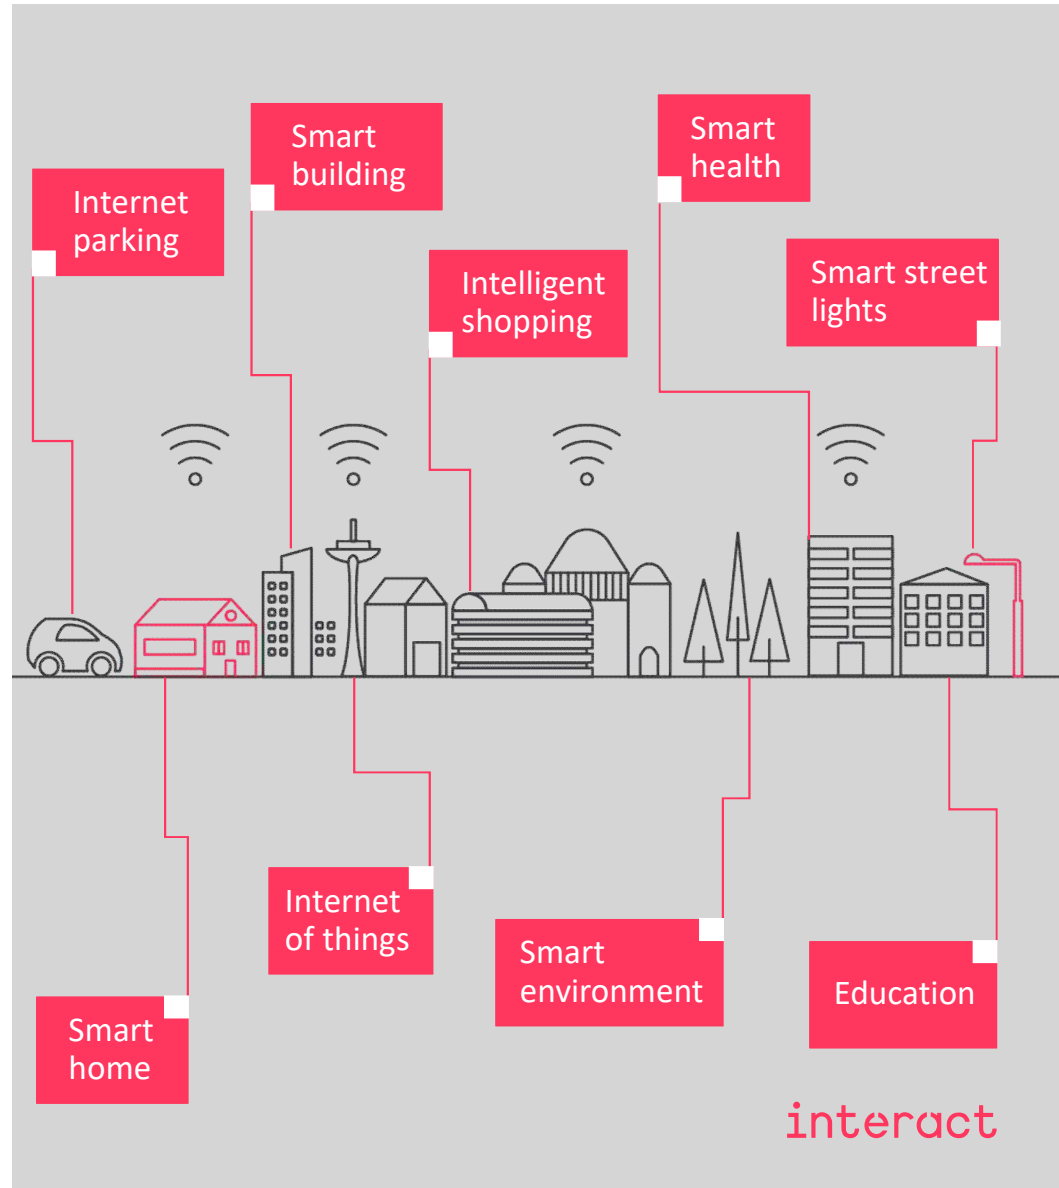 Smart
building
Smart
health
Internet
parking
Intelligent
shopping
Smart street
lights
Internet
of things
Smart
environment
Education
Smart
home
interact